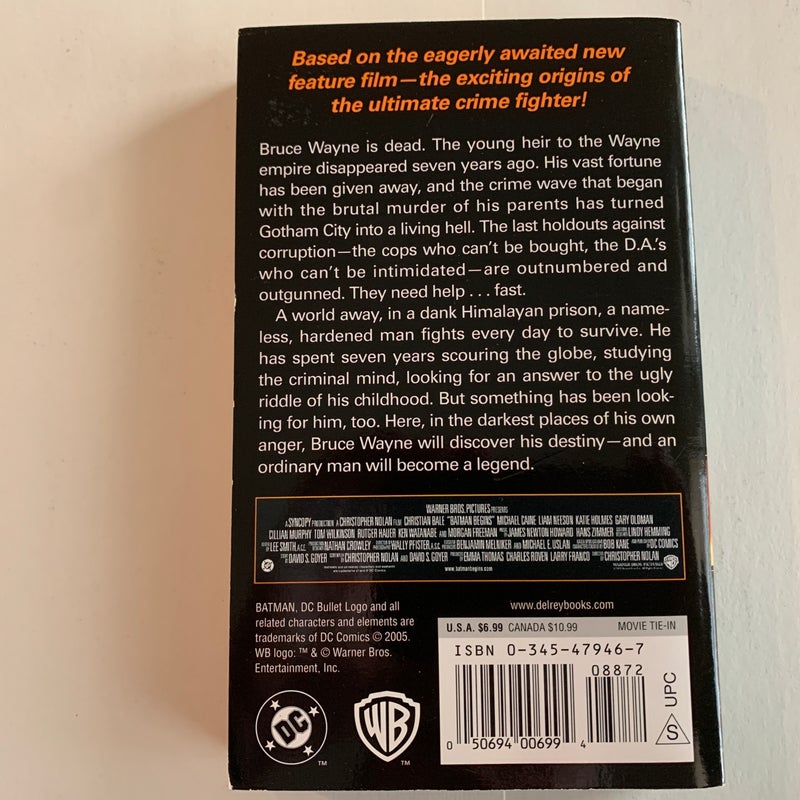 Based on the eagerly awaited new
feature film—the exciting origins of
the ultimate crime fighter!
Bruce Wayne is dead. The young heir to the Wayne
empire disappeared seven years ago. His vast fortune
has been given away, and the crime wave that began
with the brutal murder of his parents has turned
Gotham City into a living hell. The last holdouts against
corruption—the cops who can't be bought, the D.A.'s
who can't be intimidated—are outnumbered and
outgunned. They need help . . . fast.
A world away, in a dank Himalayan prison, a name-
less, hardened man fights every day to survive. He
has spent seven years scouring the globe, studying
the criminal mind, looking for an answer to the ugly
riddle of his childhood. But something has been look-
ing for him, too. Here, in the darkest places of his own
anger, Bruce Wayne will discover his destiny—and an
ordinary man will become a legend.
WARNER BROS. PICTURES PRESENTS
A SYNCOPY PRODUCTION A CHRISTOPHER NOLAN FILM CHRISTIAN BALE "BATMAN BEGINS" MICHAEL CAINE LIAM NEESON KATIE HOLMES GARY OLDMAN
CILLIAN MURPHY TOM WILKINSON RUTGER HAUER KEN WATANABE AND MORGAN FREEMAN JAMES NEWTON HOWARD HANS ZIMMER LINDY HEMMING
LEE SMITH, A.C.E. NATHAN CROWLEY WALLY PFISTER, A.S.C. BENJAMIN MELNIKER AND MICHAEL E. USLAN BOB KANE DC COMICS
DAVID S. GOYER CHRISTOPHER NOLAN AND DAVID S. GOYER EMMA THOMAS CHARLES ROVEN LARRY FRANCO CHRISTOPHER NOLAN
www.batmanbegins.com
BATMAN, DC Bullet Logo and all
related characters and elements are
trademarks of DC Comics © 2005.
WB logo: ™ & © Warner Bros.
Entertainment, Inc.
DC
TM
WB
TM
www.delreybooks.com
U.S.A. $6.99 CANADA $10.99 MOVIE TIE-IN
ISBN 0-345-47946-7
08872
0 50694 00699 4
S UPC